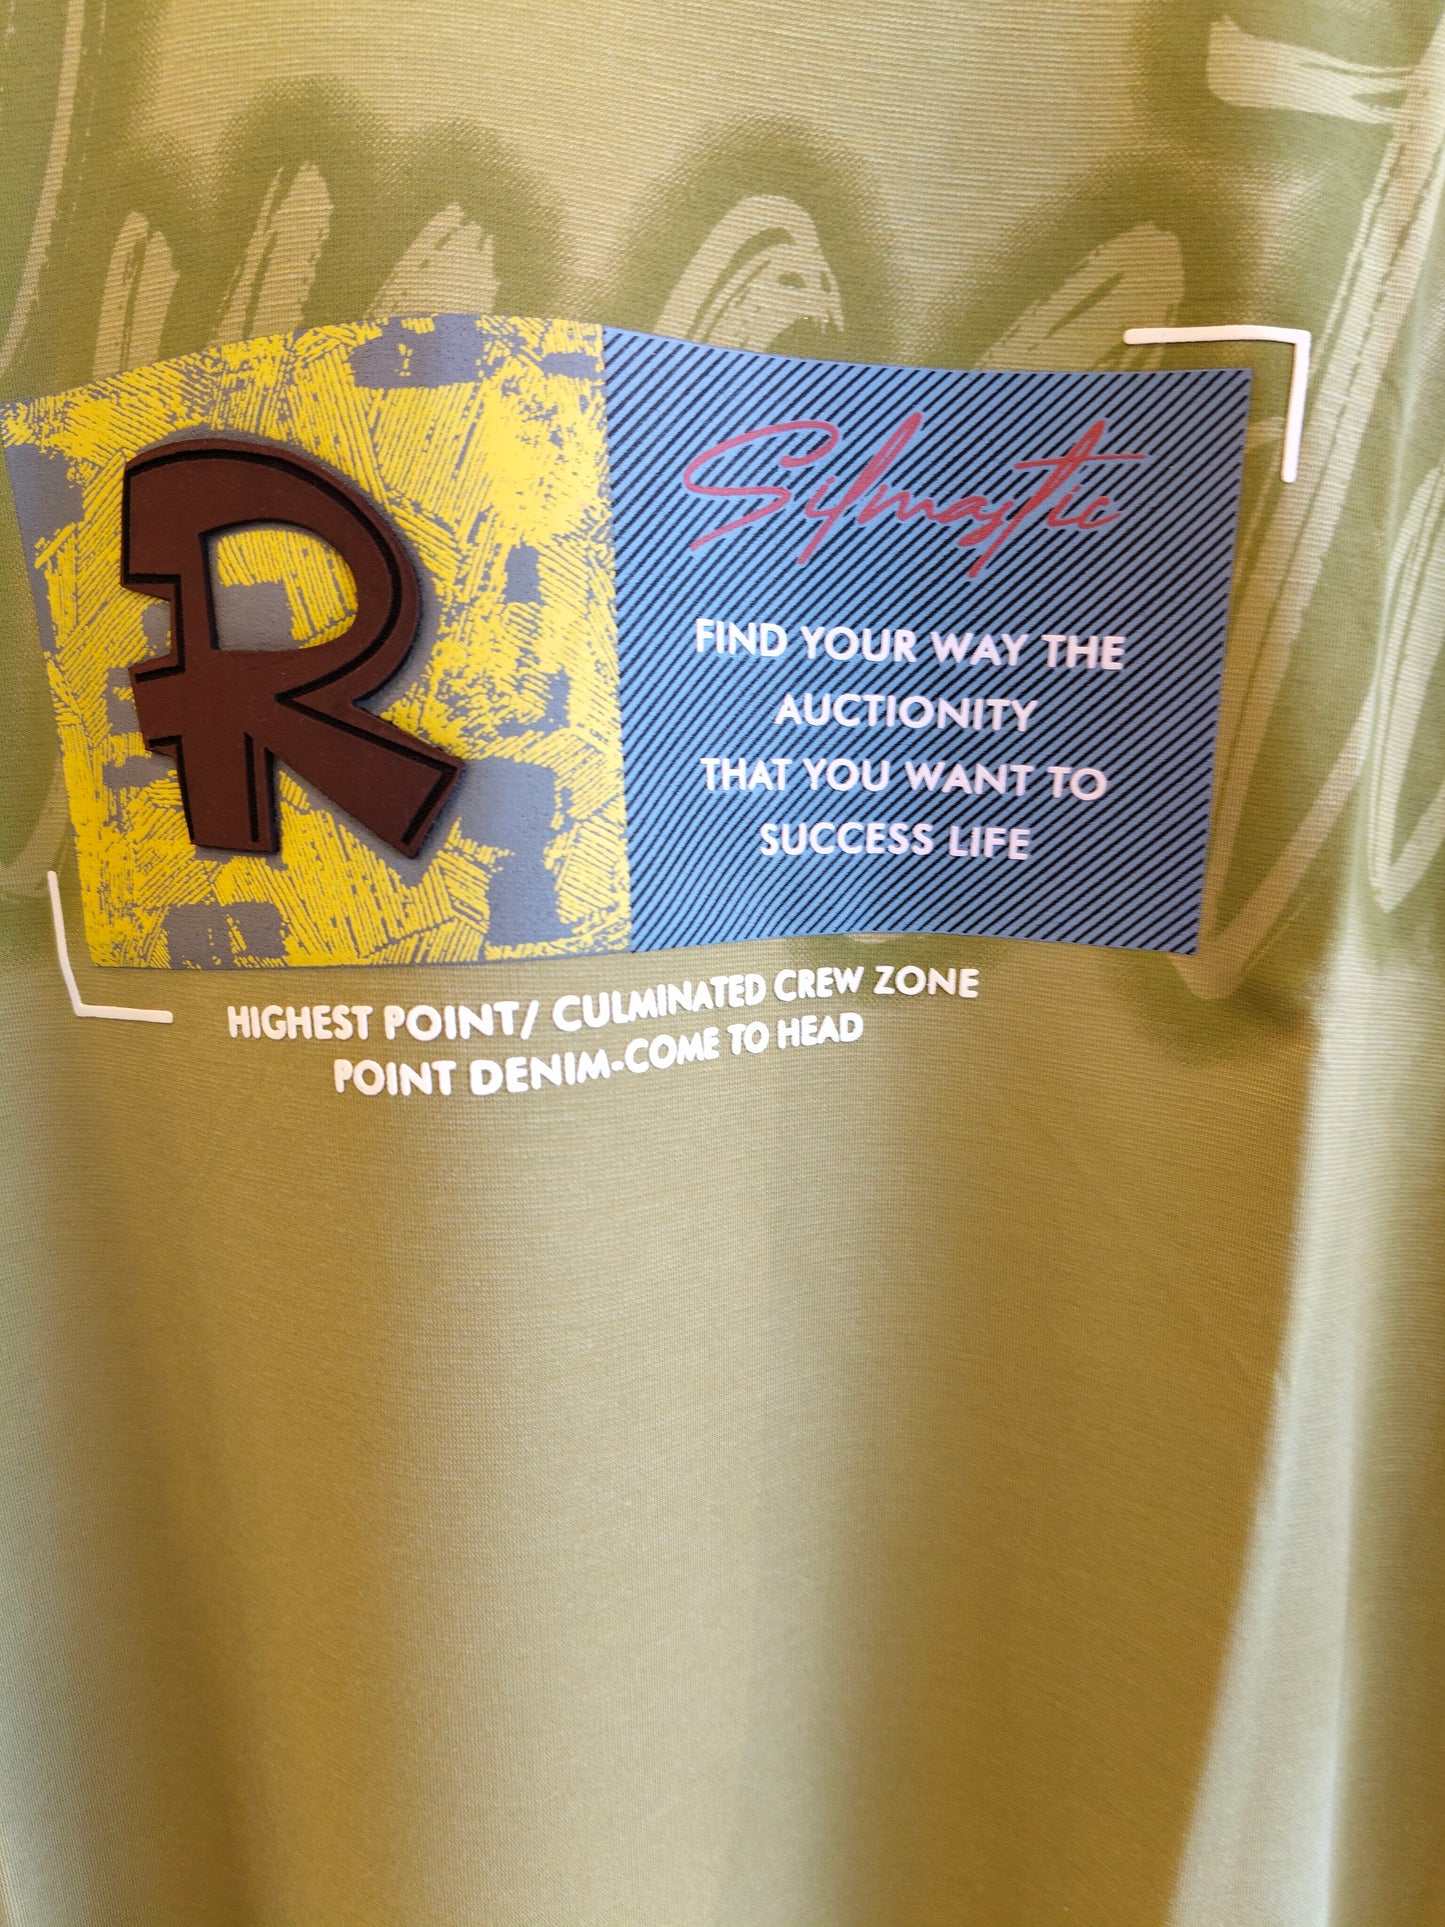 R
Silmastic
FIND YOUR WAY THE
AUCTIONITY
THAT YOU WANT TO
SUCCESS LIFE
HIGHEST POINT/ CULMINATED CREW ZONE
POINT DENIM-COME TO HEAD